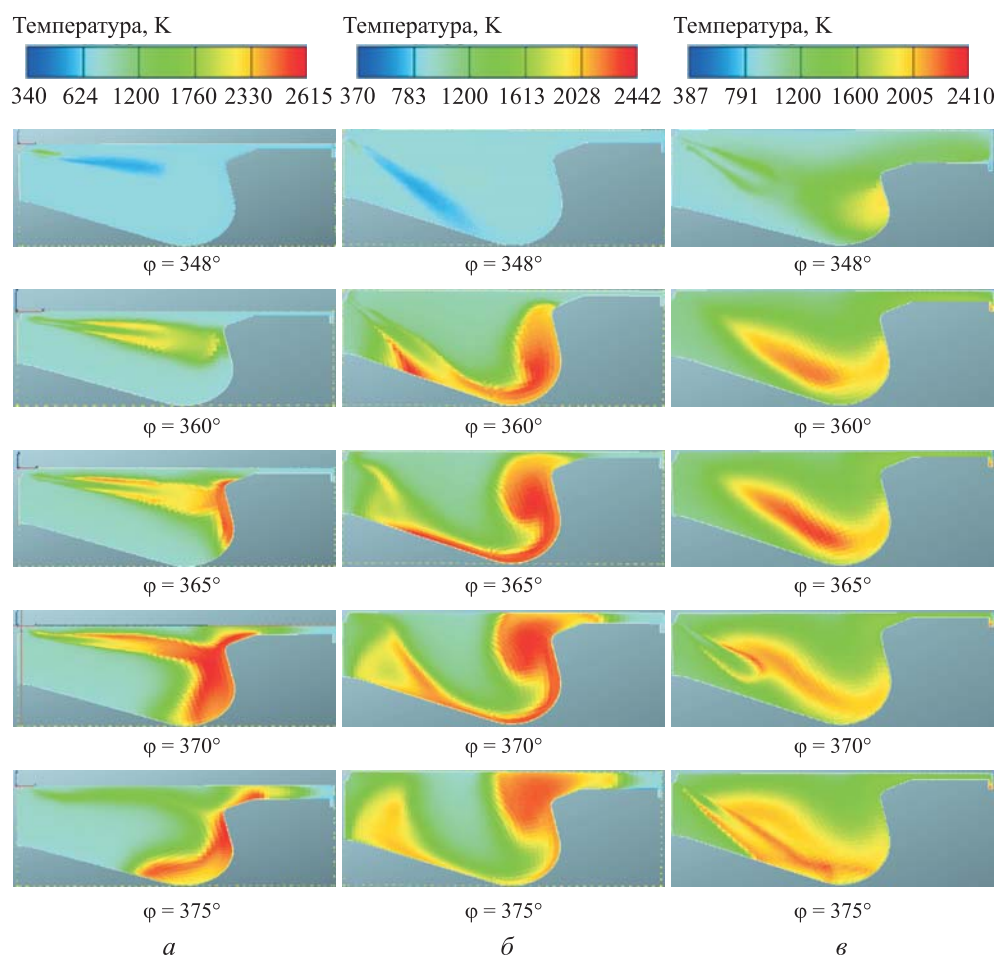 Температура, K Температура, K Температура, K
340 624 1200 1760 2330 2615 370 783 1200 1613 2028 2442 387 791 1200 1600 2005 2410
φ = 348° φ = 348° φ = 348°
φ = 360° φ = 360° φ = 360°
φ = 365° φ = 365° φ = 365°
φ = 370° φ = 370° φ = 370°
φ = 375° φ = 375° φ = 375°
а б в